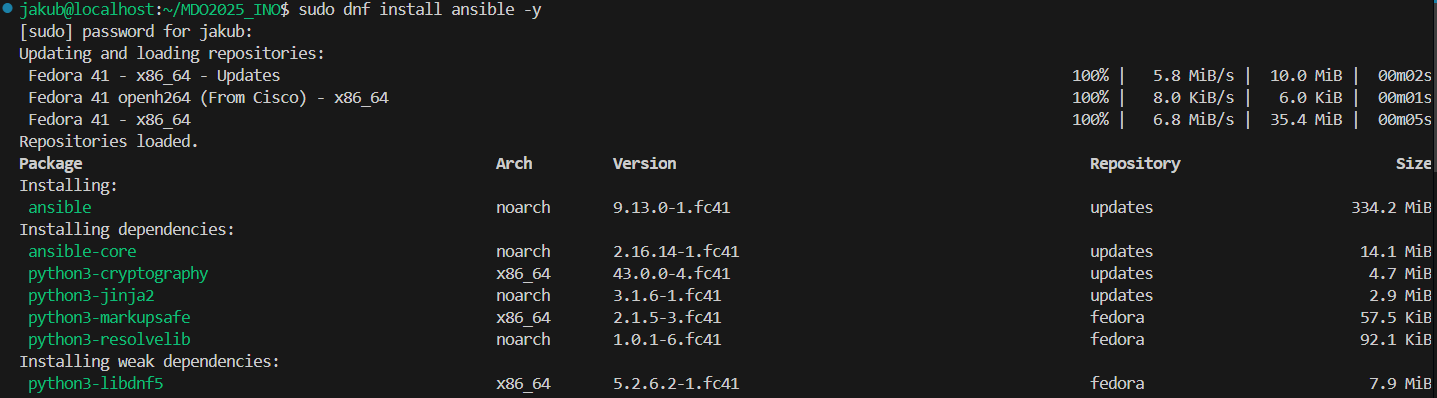 jakub@localhost:~/MDO2025_INO$ sudo dnf install ansible -y
[sudo] password for jakub:
Updating and loading repositories:
Fedora 41 - x86_64 - Updates 100% | 5.8 MiB/s | 10.0 MiB | 00m02s
Fedora 41 openh264 (From Cisco) - x86_64 100% | 8.0 KiB/s | 6.0 KiB | 00m01s
Fedora 41 - x86_64 100% | 6.8 MiB/s | 35.4 MiB | 00m05s
Repositories loaded.
Package Arch Version Repository Size
Installing:
ansible noarch 9.13.0-1.fc41 updates 334.2 MiB
Installing dependencies:
ansible-core noarch 2.16.14-1.fc41 updates 14.1 MiB
python3-cryptography x86_64 43.0.0-4.fc41 updates 4.7 MiB
python3-jinja2 noarch 3.1.6-1.fc41 updates 2.9 MiB
python3-markupsafe x86_64 2.1.5-3.fc41 fedora 57.5 KiB
python3-resolvelib noarch 1.0.1-6.fc41 fedora 92.1 KiB
Installing weak dependencies:
python3-libdnf5 x86_64 5.2.6.2-1.fc41 fedora 7.9 MiB